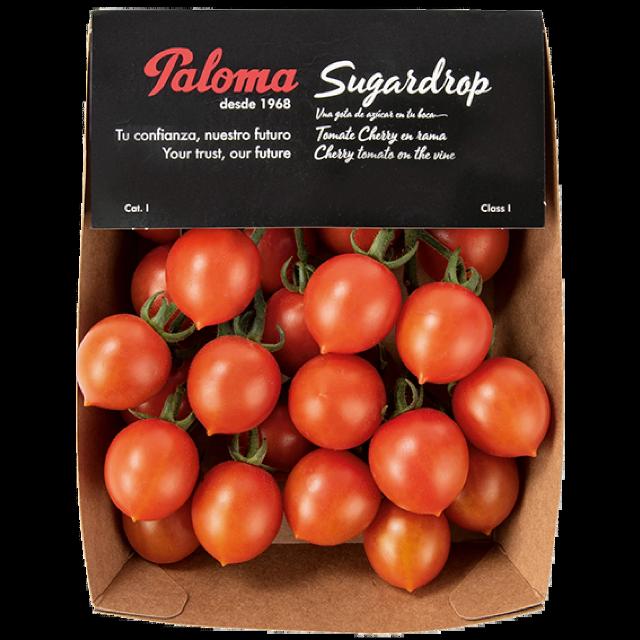 Paloma
desde 1968
Tu confianza, nuestro futuro
Your trust, our future
Sugardrop
Una gota de azúcar en tu boca
Tomate Cherry en rama
Cherry tomato on the vine
Cat. I
Class I